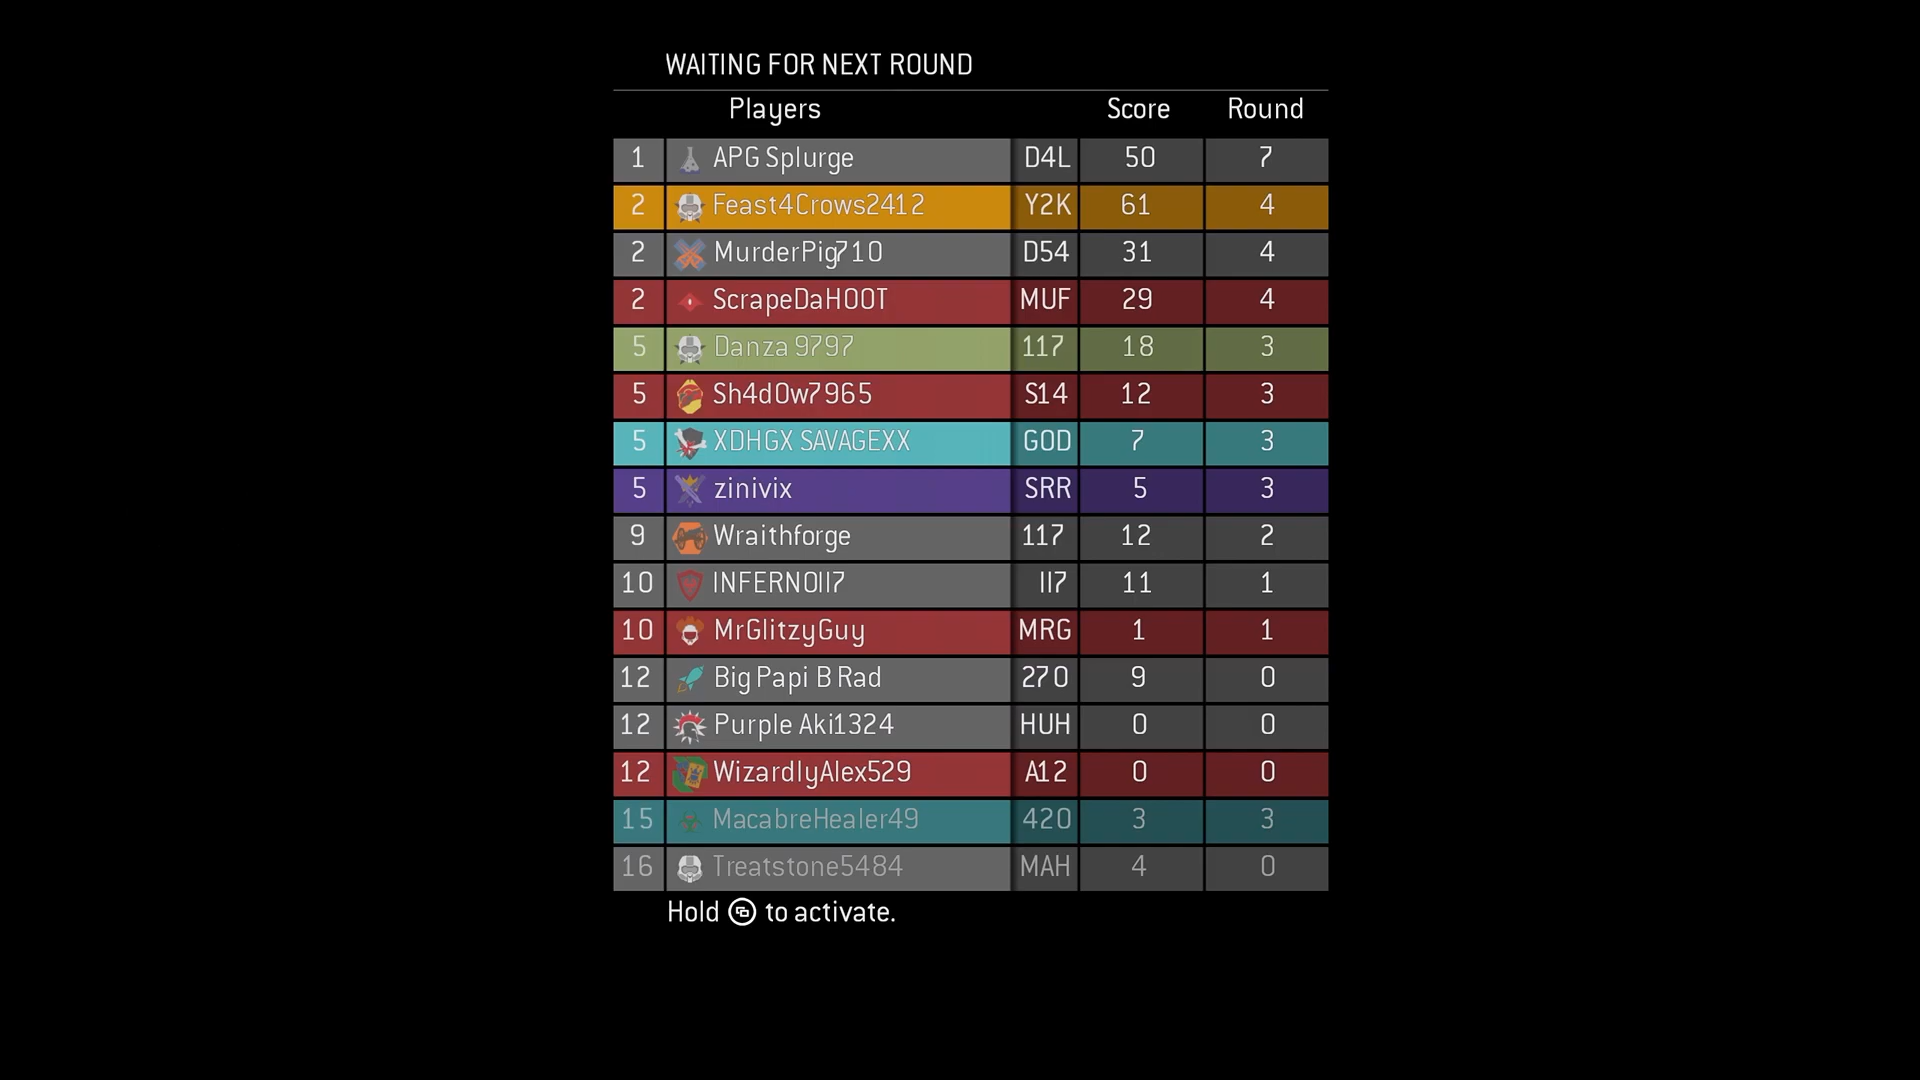 WAITING FOR NEXT ROUND
Players Score Round
1 APG Splurge D4L 50 7
2 Feast4Crows2412 Y2K 61 4
2 MurderPig710 D54 31 4
2 ScrapeDaHOOT MUF 29 4
5 Danza 9797 117 18 3
5 Sh4d0w7965 S14 12 3
5 XDHGX SAVAGEXX GOD 7 3
5 zinivix SRR 5 3
9 Wraithforge 117 12 2
10 INFERNOII7 II7 11 1
10 MrGlitzyGuy MRG 1 1
12 Big Papi B Rad 270 9 0
12 Purple Aki1324 HUH 0 0
12 WizardlyAlex529 A12 0 0
15 MacabreHealer49 420 3 3
16 Treatstone5484 MAH 4 0
Hold to activate.